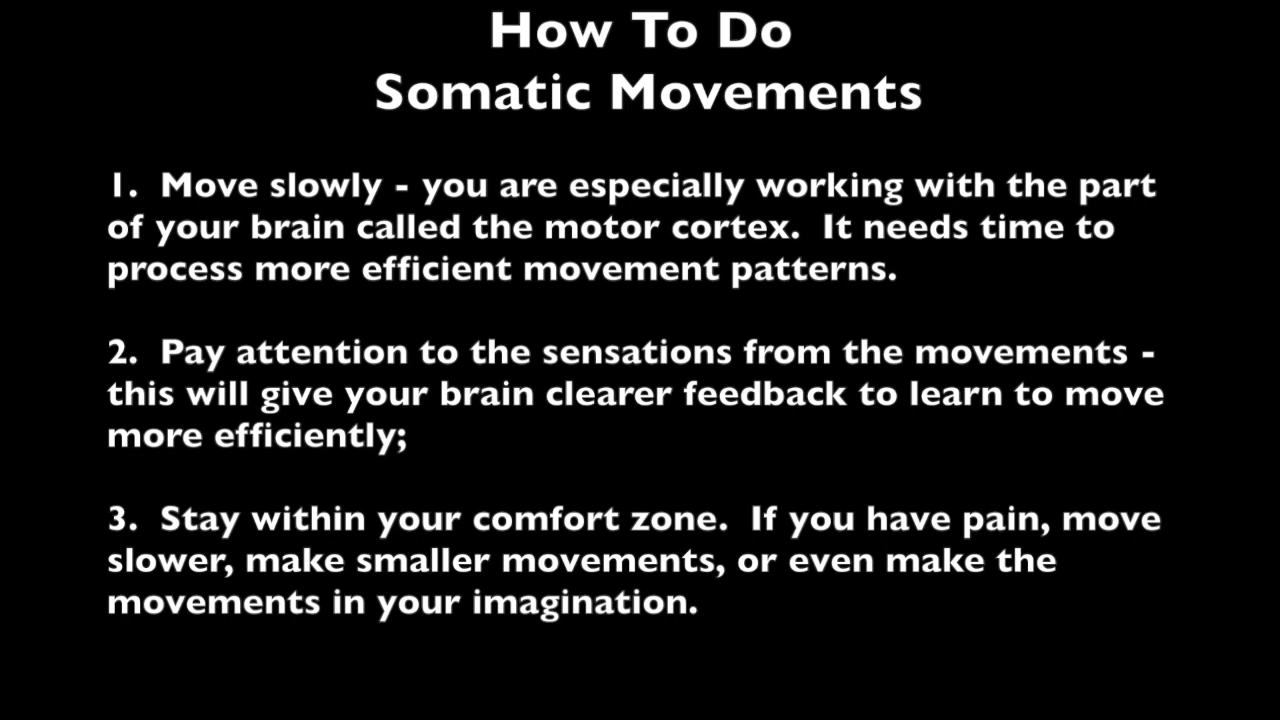 How To Do
Somatic Movements
1.  Move slowly - you are especially working with the part
of your brain called the motor cortex.  It needs time to
process more efficient movement patterns.
2.  Pay attention to the sensations from the movements -
this will give your brain clearer feedback to learn to move
more efficiently;
3.  Stay within your comfort zone.  If you have pain, move
slower, make smaller movements, or even make the
movements in your imagination.